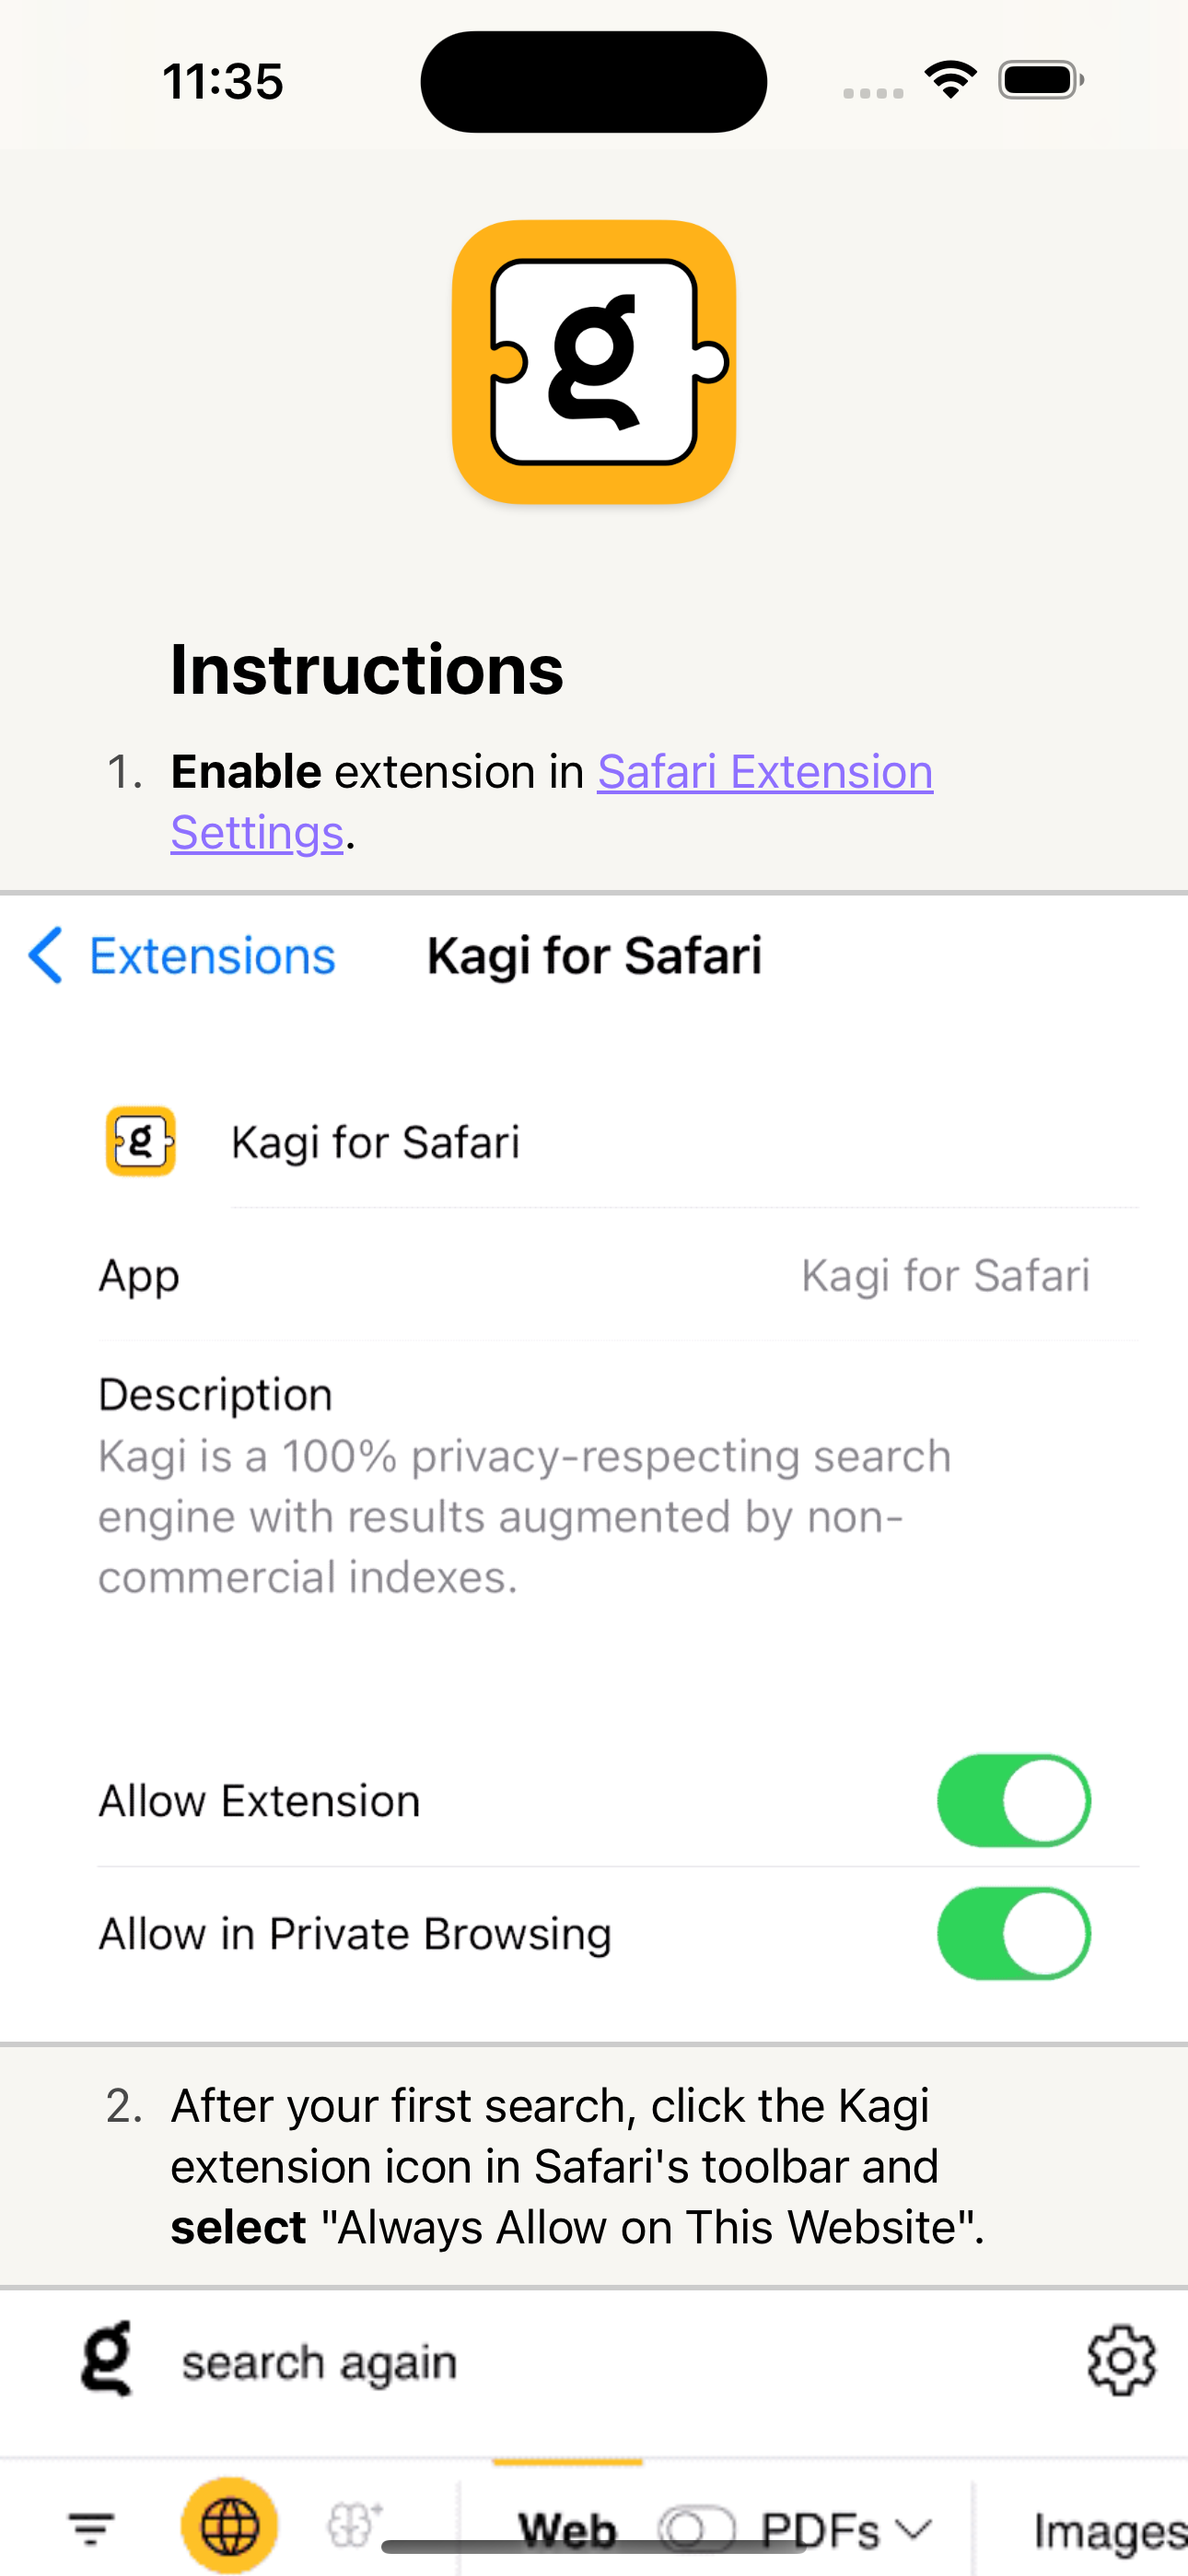 11:35
g
Instructions
1. Enable extension in Safari Extension
Settings.
Extensions
Kagi for Safari
g
Kagi for Safari
App
Kagi for Safari
Description
Kagi is a 100% privacy-respecting search
engine with results augmented by non-
commercial indexes.
Allow Extension
Allow in Private Browsing
2. After your first search, click the Kagi
extension icon in Safari's toolbar and
select "Always Allow on This Website".
g
search again
Web
PDFs
Images